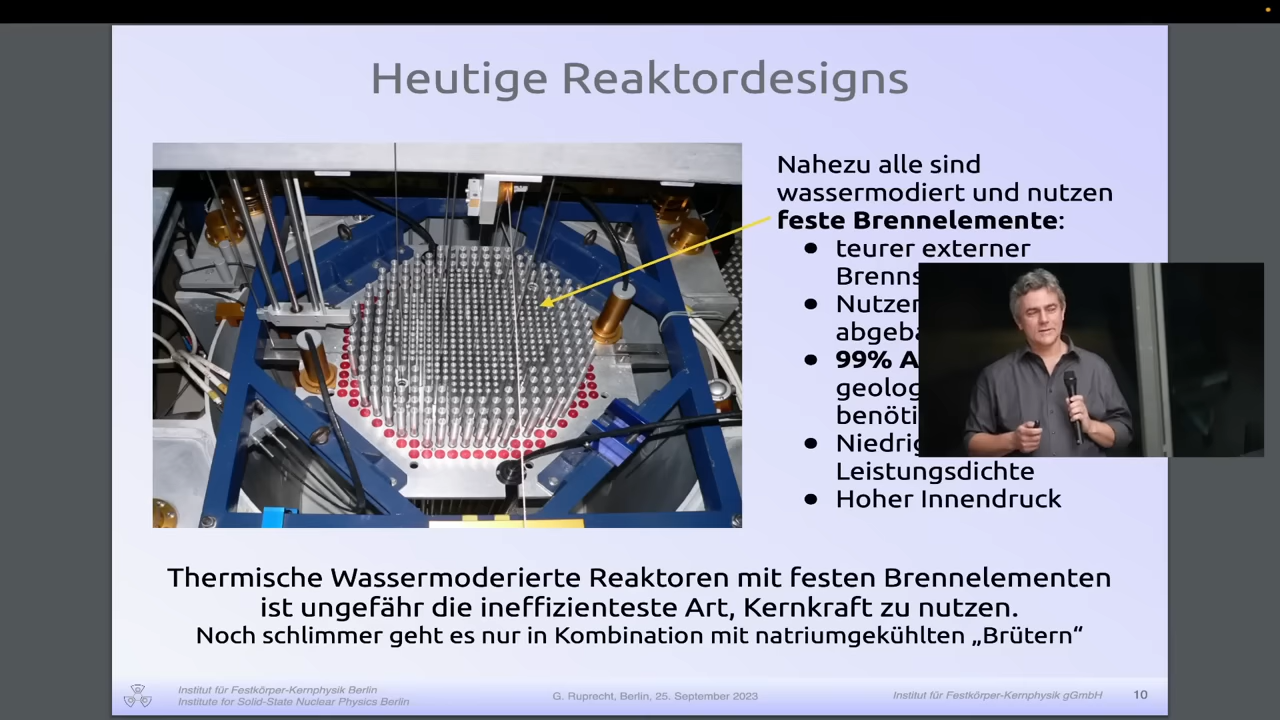 Heutige Reaktordesigns
Nahezu alle sind
wassermodiert und nutzen
feste Brennelemente:
● teurer externer
● Nutzen
● 99%
● Leistungsdichte
● Hoher Innendruck
Thermische Wassermoderierte Reaktoren mit festen Brennelementen
ist ungefähr die ineffizienteste Art, Kernkraft zu nutzen.
Noch schlimmer geht es nur in Kombination mit natriumgekühlten „Brütern“
Institut für Festkörper-Kernphysik Berlin
Institute for Solid-State Nuclear Physics Berlin
G. Ruprecht, Berlin, 25. September 2023
Institut für Festkörper-Kernphysik gGmbH
10